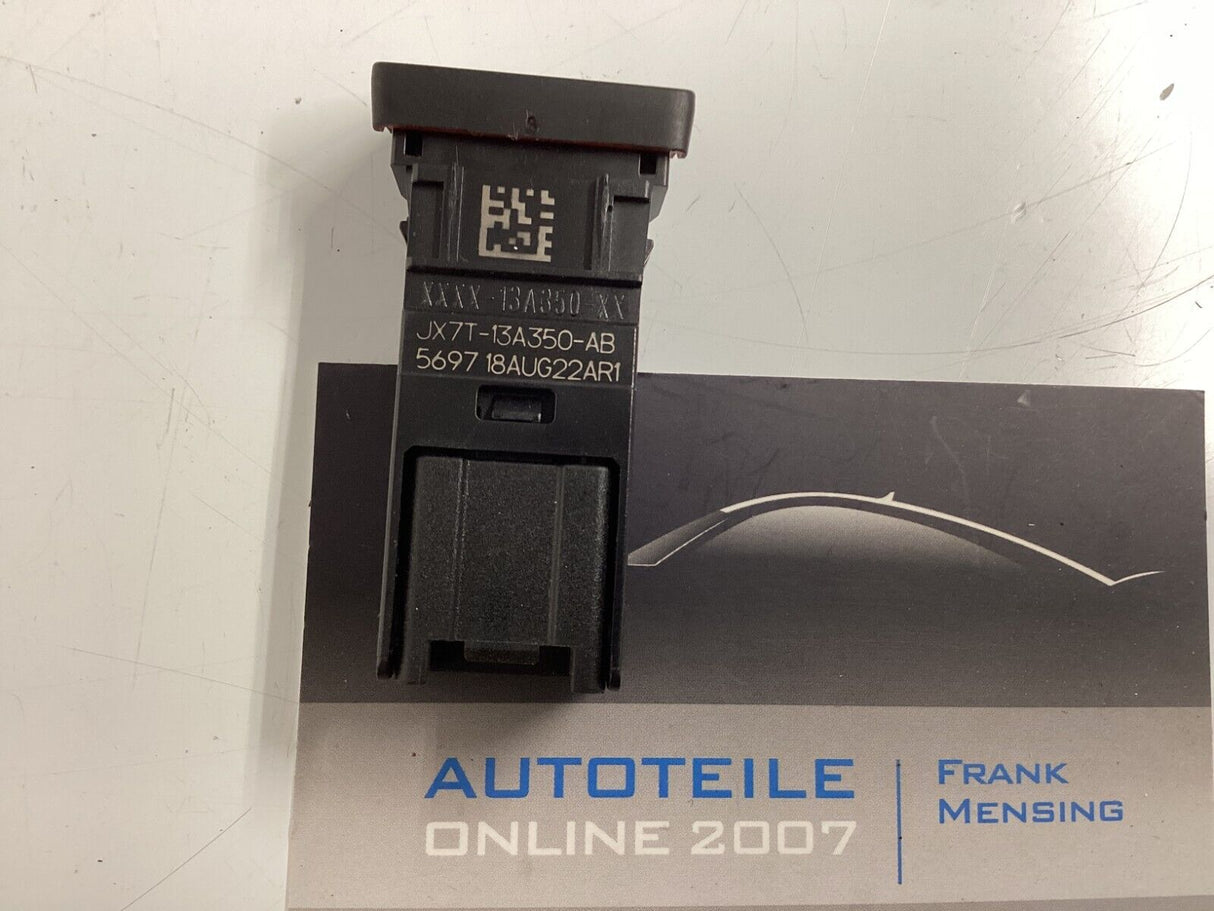 XXXX-13A350-XX
JX7T-13A350-AB
5697 18AUG22AR1
AUTOTEILE
ONLINE 2007
FRANK
MENSING